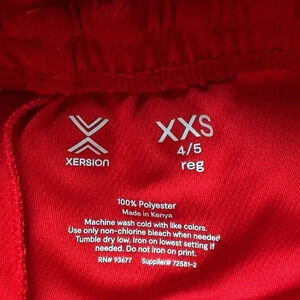 XXS
4/5
reg
XERSION
100% Polyester
Made in Kenya
Machine wash cold with like colors.
Use only non-chlorine bleach when needed
Tumble dry low. Iron on lowest setting if
needed. Do not iron on print.
RN# 93677 Supplier# 72581-2